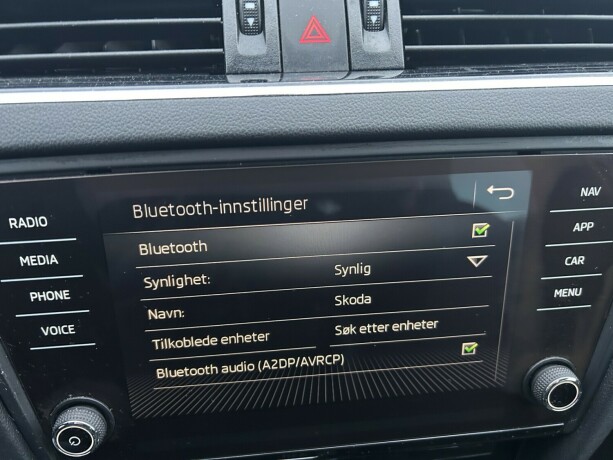 Bluetooth-innstillinger
Bluetooth
Synlighet: Synlig
Navn: Skoda
Tilkoblede enheter Søk etter enheter
Bluetooth audio (A2DP/AVRCP)
RADIO
MEDIA
PHONE
VOICE
NAV
APP
CAR
MENU